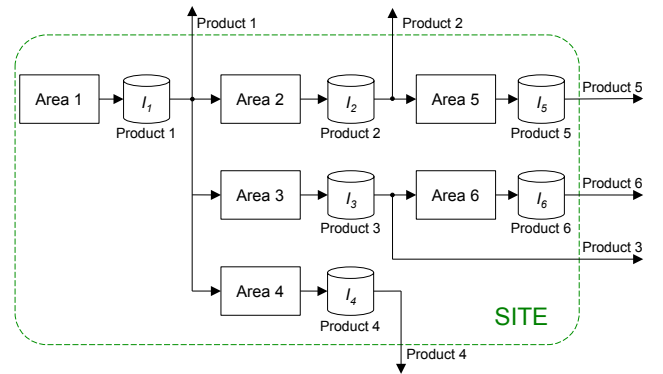 Product 1
Product 2
Area 1
I1
Product 1
Area 2
I2
Product 2
Area 5
I5
Product 5
Product 5
Area 3
I3
Product 3
Area 6
I6
Product 6
Product 6
Product 3
Area 4
I4
Product 4
Product 4
SITE